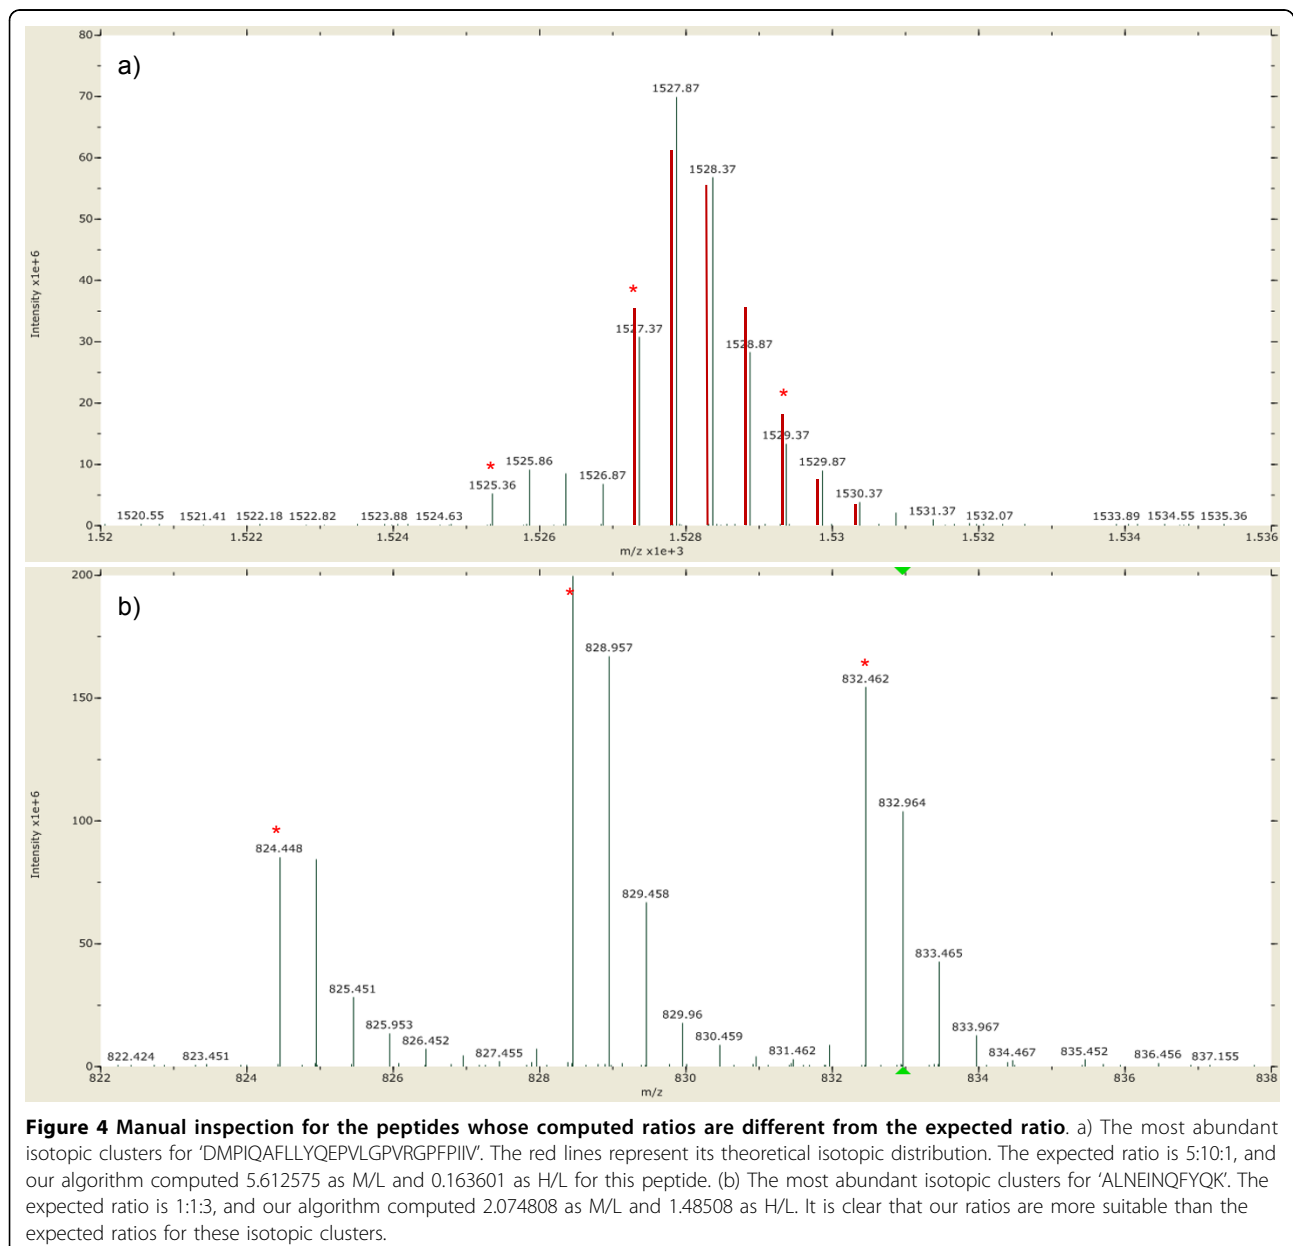 a)
80
70
60
50
40
30
20
10
0
Intensity x1e+6
1527.87
1528.37
*
1527.37
1528.87
*
1529.37
*
1525.86
1525.36
1526.87
1529.87
1530.37
1520.55 1521.41 1522.18 1522.82 1523.88 1524.63 1531.37 1532.07 1533.89 1534.55 1535.36
1.52 1.522 1.524 1.526 1.528 1.53 1.532 1.534 1.536
m/z x1e+3
b)
200
150
100
50
0
Intensity x1e+6
*
828.957
*
832.462
*
824.448
832.964
829.458
833.465
825.451
825.953
826.452
829.96
830.459
833.967
822.424 823.451 827.455 831.462 834.467 835.452 836.456 837.155
822 824 826 828 830 832 834 836 838
m/z
Figure 4 Manual inspection for the peptides whose computed ratios are different from the expected ratio. a) The most abundant
isotopic clusters for ‘DMPIQAFLLYQEPVLGPVRGPFPIIV’. The red lines represent its theoretical isotopic distribution. The expected ratio is 5:10:1, and
our algorithm computed 5.612575 as M/L and 0.163601 as H/L for this peptide. (b) The most abundant isotopic clusters for ‘ALNEINQFYQK’. The
expected ratio is 1:1:3, and our algorithm computed 2.074808 as M/L and 1.48508 as H/L. It is clear that our ratios are more suitable than the
expected ratios for these isotopic clusters.